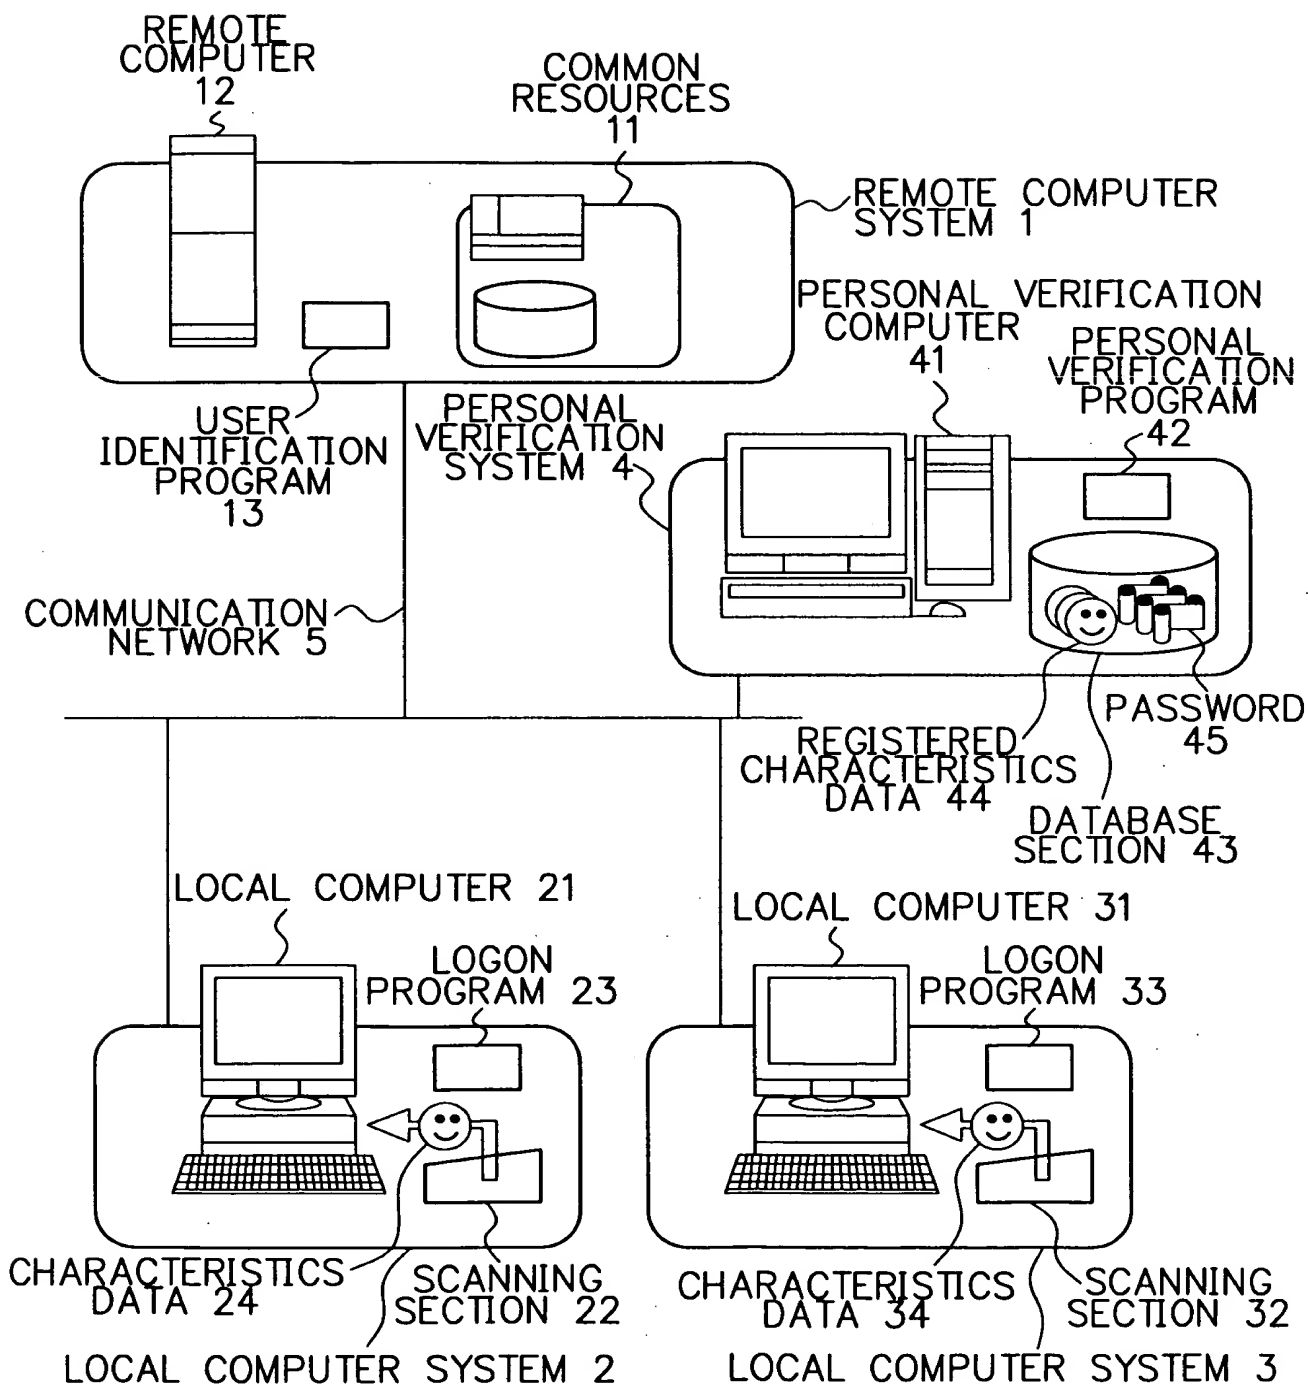 REMOTE
COMPUTER
12
COMMON
RESOURCES
11
REMOTE COMPUTER
SYSTEM 1
PERSONAL VERIFICATION
COMPUTER
41
PERSONAL
VERIFICATION
PROGRAM
42
USER
IDENTIFICATION
PROGRAM
13
PERSONAL
VERIFICATION
SYSTEM 4
COMMUNICATION
NETWORK 5
PASSWORD
45
REGISTERED
CHARACTERISTICS
DATA 44
DATABASE
SECTION 43
LOCAL COMPUTER 21
LOGON
PROGRAM 23
LOCAL COMPUTER 31
LOGON
PROGRAM 33
CHARACTERISTICS
DATA 24
SCANNING
SECTION 22
LOCAL COMPUTER SYSTEM 2
CHARACTERISTICS
DATA 34
SCANNING
SECTION 32
LOCAL COMPUTER SYSTEM 3